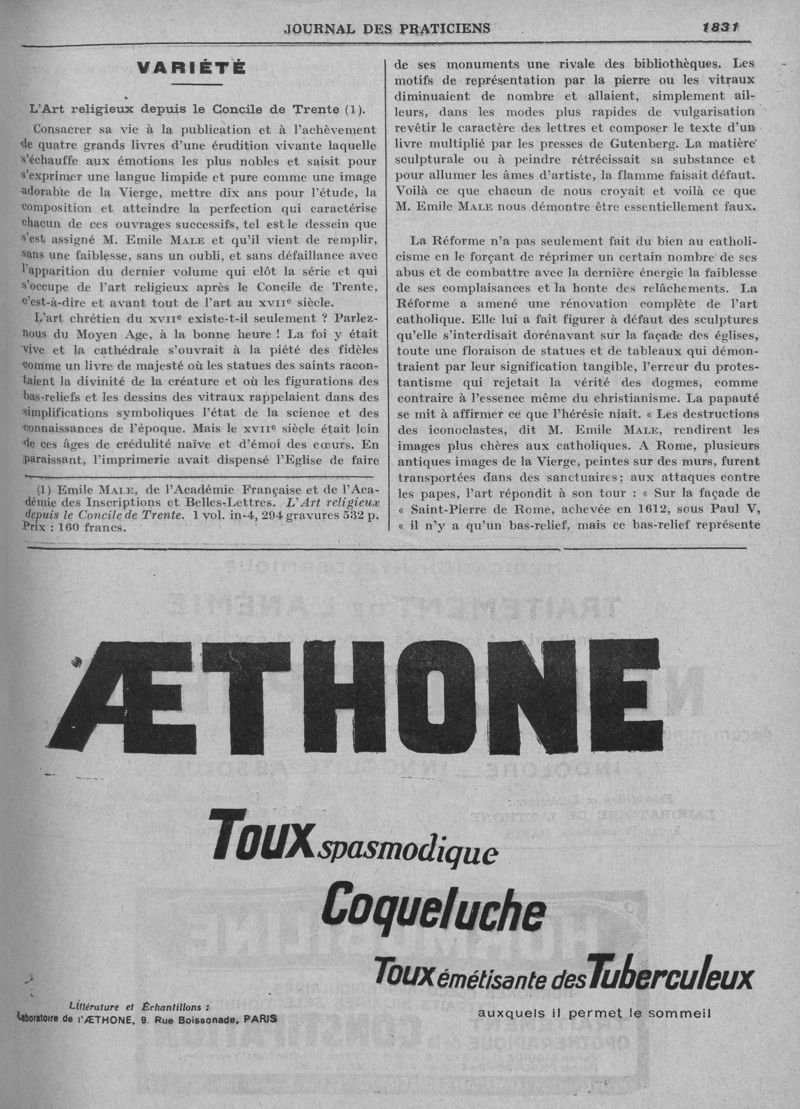 JOURNAL DES PRATICIENS
1831
VARIÉTÉ
L'Art religieux depuis le Concile de Trente (1).
Consacrer sa vie à la publication et à l'achèvement
de quatre grands livres d'une érudition vivante laquelle
s'échauffe aux émotions les plus nobles et saisit pour
s'exprimer une langue limpide et pure comme une image
adorable de la Vierge, mettre dix ans pour l'étude, la
composition et atteindre la perfection qui caractérise
chacun de ces ouvrages successifs, tel est le dessein que
s'est assigné M. Emile MALE et qu'il vient de remplir,
sans une faiblesse, sans un oubli, et sans défaillance avec
l'apparition du dernier volume qui clôt la série et qui
s'occupe de l'art religieux après le Concile de Trente,
c'est-à-dire et avant tout de l'art au XVIIe siècle.
L'art chrétien du XVIIe existe-t-il seulement ? Parlez-
nous du Moyen Age, à la bonne heure ! La foi y était
vive et la cathédrale s'ouvrait à la piété des fidèles
comme un livre de majesté où les statues des saints racon-
taient la divinité de la créature et où les figurations des
bas-reliefs et les dessins des vitraux rappelaient dans des
simplifications symboliques l'état de la science et des
connaissances de l'époque. Mais le XVIIe siècle était loin
de ces âges de crédulité naïve et d'émoi des cœurs. En
paraissant, l'imprimerie avait dispensé l'Eglise de faire
(1) Emile MALE, de l'Académie Française et de l'Aca-
démie des Inscriptions et Belles-Lettres. L'Art religieux
depuis le Concile de Trente. 1 vol. in-4, 294 gravures 532 p.
Prix : 160 francs.
de ses monuments une rivale des bibliothèques. Les
motifs de représentation par la pierre ou les vitraux
diminuaient de nombre et allaient, simplement ail-
leurs, dans les modes plus rapides de vulgarisation
revêtir le caractère des lettres et composer le texte d'un
livre multiplié par les presses de Gutenberg. La matière
sculpturale ou à peindre rétrécissait sa substance et
pour allumer les âmes d'artiste, la flamme faisait défaut.
Voilà ce que chacun de nous croyait et voilà ce que
M. Emile MALE nous démontre être essentiellement faux.
La Réforme n'a pas seulement fait du bien au catholi-
cisme en le forçant de réprimer un certain nombre de ses
abus et de combattre avec la dernière énergie la faiblesse
de ses complaisances et la honte des relâchements. La
Réforme a amené une rénovation complète de l'art
catholique. Elle lui a fait figurer à défaut des sculptures
qu'elle s'interdisait dorénavant sur la façade des églises,
toute une floraison de statues et de tableaux qui démon-
traient par leur signification tangible, l'erreur du protes-
tantisme qui rejetait la vérité des dogmes, comme
contraire à l'essence même du christianisme. La papauté
se mit à affirmer ce que l'hérésie niait. « Les destructions
des iconoclastes, dit M. Emile MALE, rendirent les
images plus chères aux catholiques. A Rome, plusieurs
antiques images de la Vierge, peintes sur des murs, furent
transportées dans des sanctuaires; aux attaques contre
les papes, l'art répondit à son tour : « Sur la façade de
« Saint-Pierre de Rome, achevée en 1612, sous Paul V,
« il n'y a qu'un bas-relief, mais ce bas-relief représente
ÆTHONE
Toux spasmodique
Coqueluche
Toux émétisante des Tuberculeux
auxquels il permet le sommeil
Littérature et Échantillons :
Laboratoire de l'ÆTHONE, 9, Rue Boissonade, PARIS